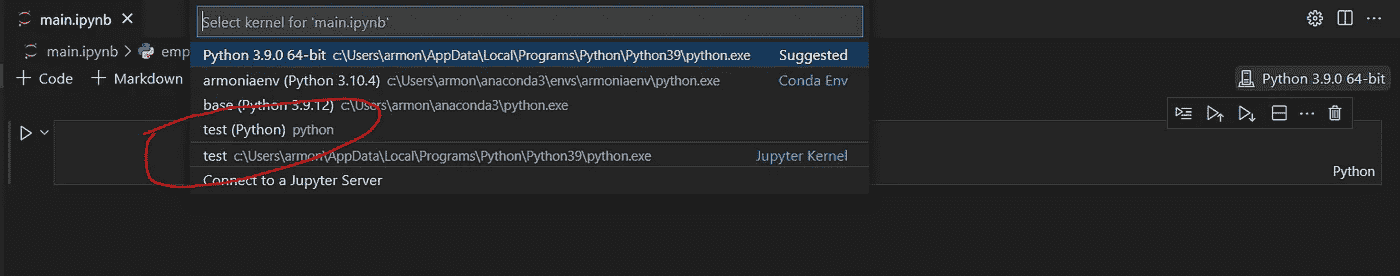 main.ipynb
Select kernel for 'main.ipynb'
main.ipynb > emp
Python 3.9.0 64-bit c:\Users\armon\AppData\Local\Programs\Python\Python39\python.exe Suggested
+ Code + Markdown
armoniaenv (Python 3.10.4) c:\Users\armon\anaconda3\envs\armoniaenv\python.exe Conda Env
Python 3.9.0 64-bit
base (Python 3.9.12) c:\Users\armon\anaconda3\python.exe
test (Python) python
test c:\Users\armon\AppData\Local\Programs\Python\Python39\python.exe Jupyter Kernel
Connect to a Jupyter Server
Python